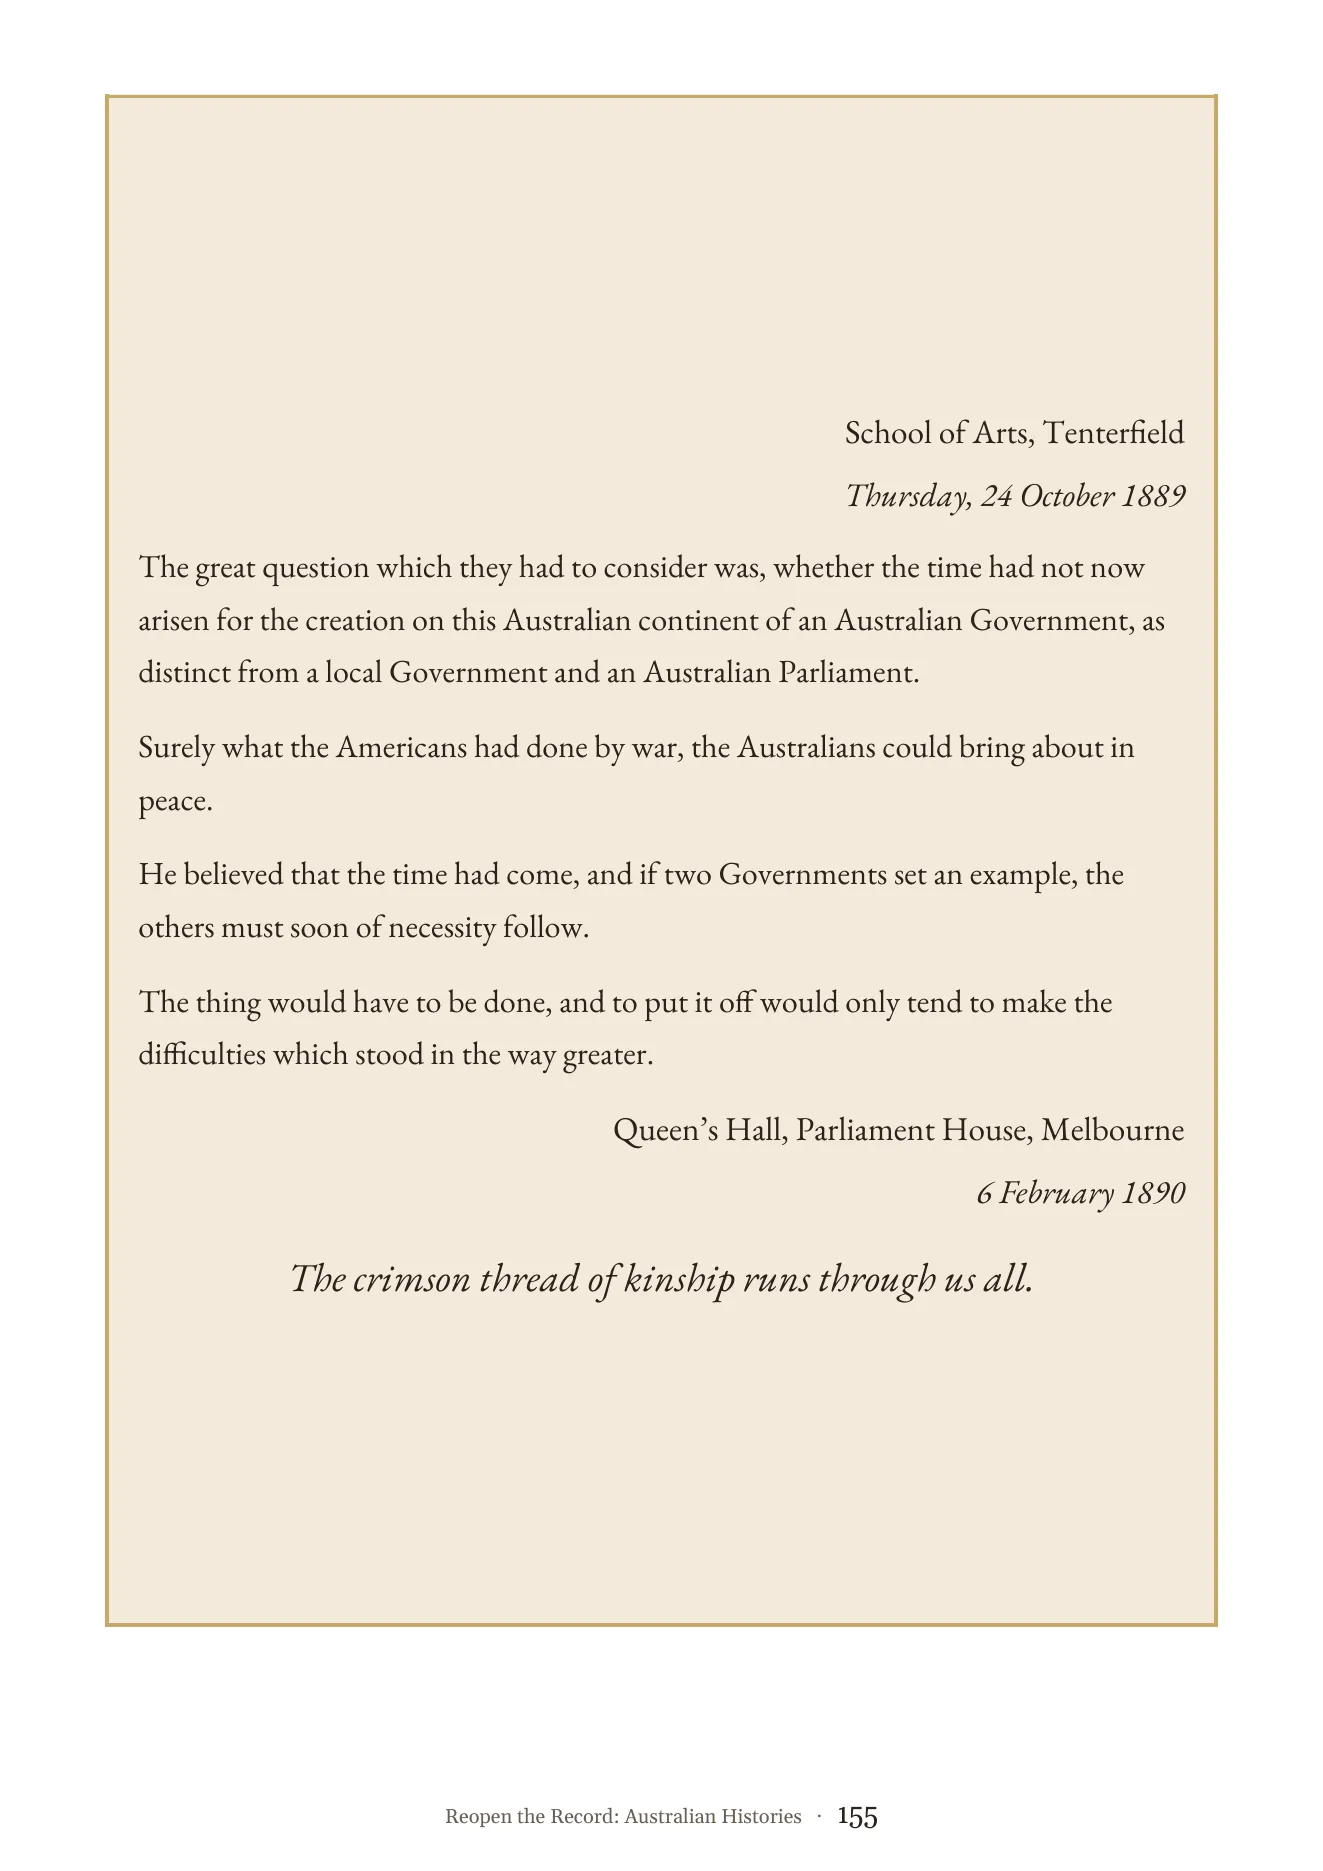 School of Arts, Tenterfield
Thursday, 24 October 1889
The great question which they had to consider was, whether the time had not now
arisen for the creation on this Australian continent of an Australian Government, as
distinct from a local Government and an Australian Parliament.
Surely what the Americans had done by war, the Australians could bring about in
peace.
He believed that the time had come, and if two Governments set an example, the
others must soon of necessity follow.
The thing would have to be done, and to put it off would only tend to make the
difficulties which stood in the way greater.
Queen’s Hall, Parliament House, Melbourne
6 February 1890
The crimson thread of kinship runs through us all.
Reopen the Record: Australian Histories · 155